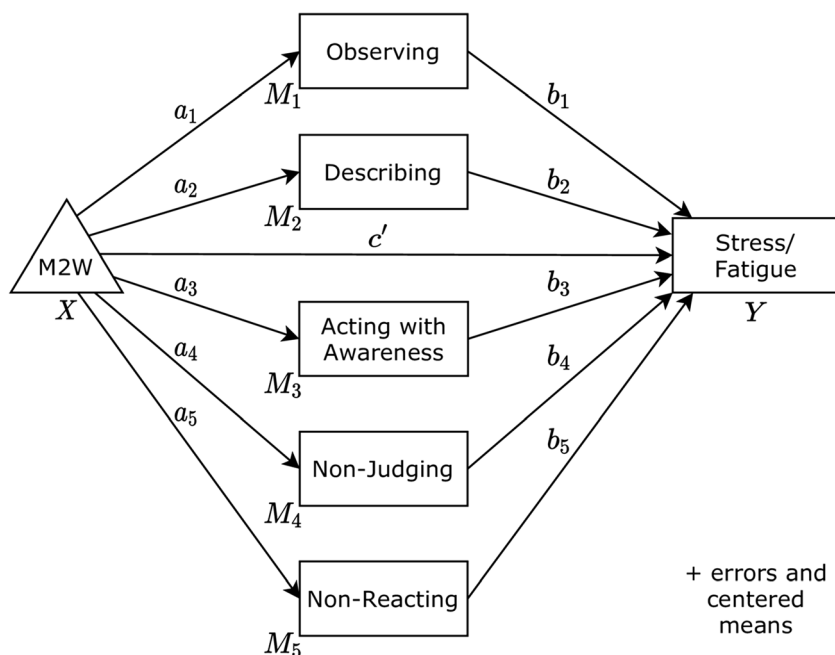 Observing
M₁
a₁
b₁
Describing
M₂
a₂
b₂
M2W
X
c′
Stress/
Fatigue
Y
a₃
Acting with
Awareness
M₃
b₃
a₄
Non-Judging
M₄
b₄
a₅
Non-Reacting
M₅
b₅
+ errors and
centered
means